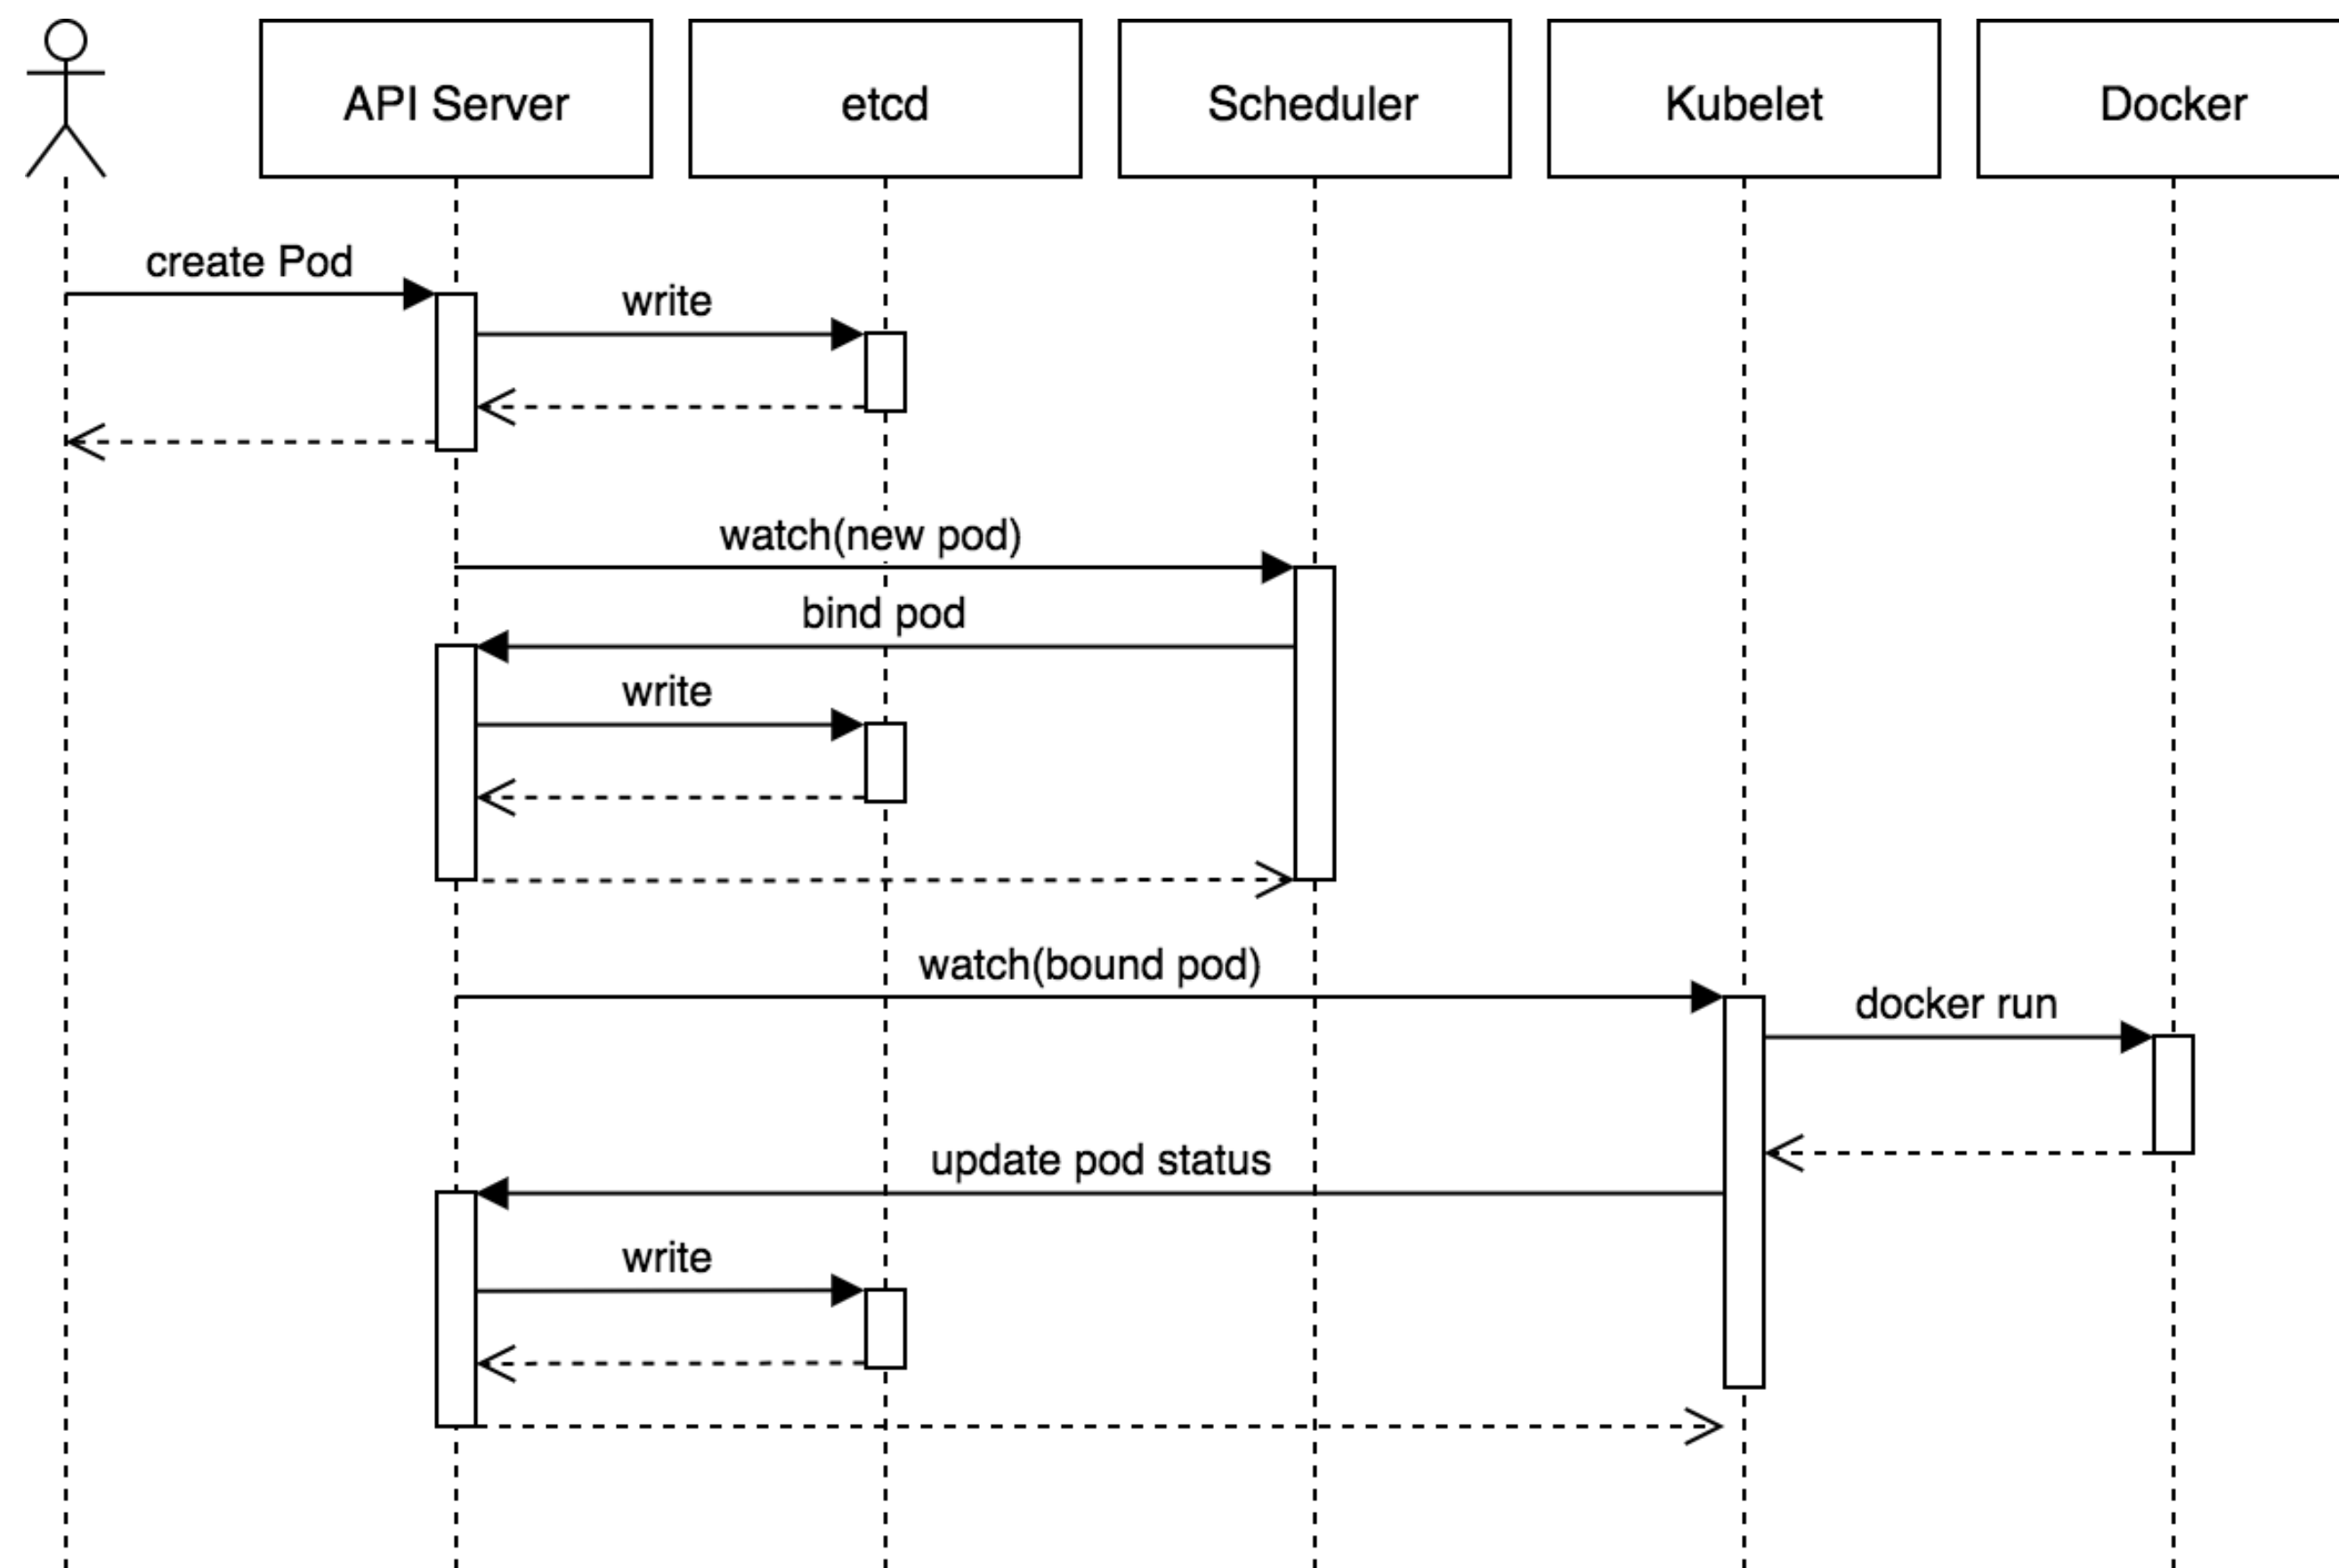 API Server
etcd
Scheduler
Kubelet
Docker
create Pod
write
watch(new pod)
bind pod
write
watch(bound pod)
docker run
update pod status
write